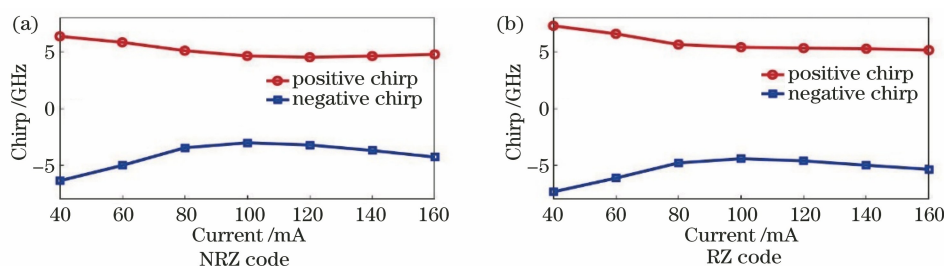 (a)
5
0
-5
Chirp /GHz
positive chirp
negative chirp
40 60 80 100 120 140 160
Current /mA
NRZ code
(b)
5
0
-5
Chirp /GHz
positive chirp
negative chirp
40 60 80 100 120 140 160
Current /mA
RZ code